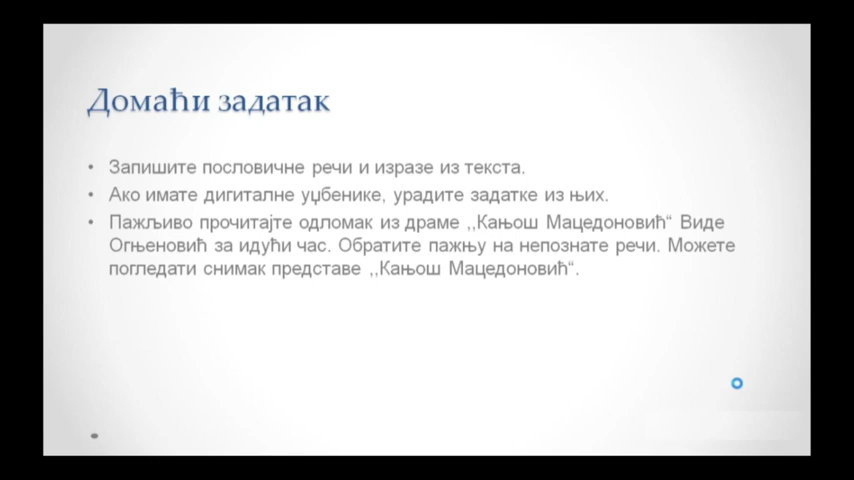 Домаћи задатак
• Запишите пословичне речи и изразе из текста.
• Ако имате дигиталне уџбенике, урадите задатке из њих.
• Пажљиво прочитајте одломак из драме ,,Кањош Мацедоновић“ Виде
Огњеновић за идући час. Обратите пажњу на непознате речи. Можете
погледати снимак представе ,,Кањош Мацедоновић“.